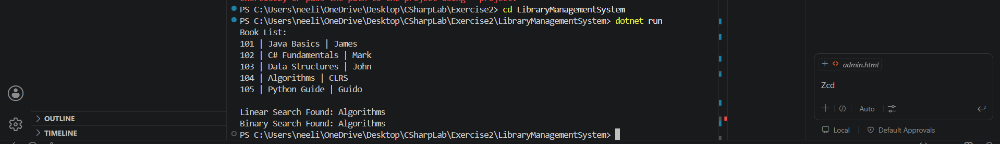 PS C:\Users\neeli\OneDrive\Desktop\CSharpLab\Exercise2> cd LibraryManagementSystem
PS C:\Users\neeli\OneDrive\Desktop\CSharpLab\Exercise2\LibraryManagementSystem> dotnet run
Book List:
101 | Java Basics | James
102 | C# Fundamentals | Mark
103 | Data Structures | John
104 | Algorithms | CLRS
105 | Python Guide | Guido
Linear Search Found: Algorithms
Binary Search Found: Algorithms
PS C:\Users\neeli\OneDrive\Desktop\CSharpLab\Exercise2\LibraryManagementSystem>
OUTLINE
TIMELINE
admin.html
Zcd
Auto
Local
Default Approvals